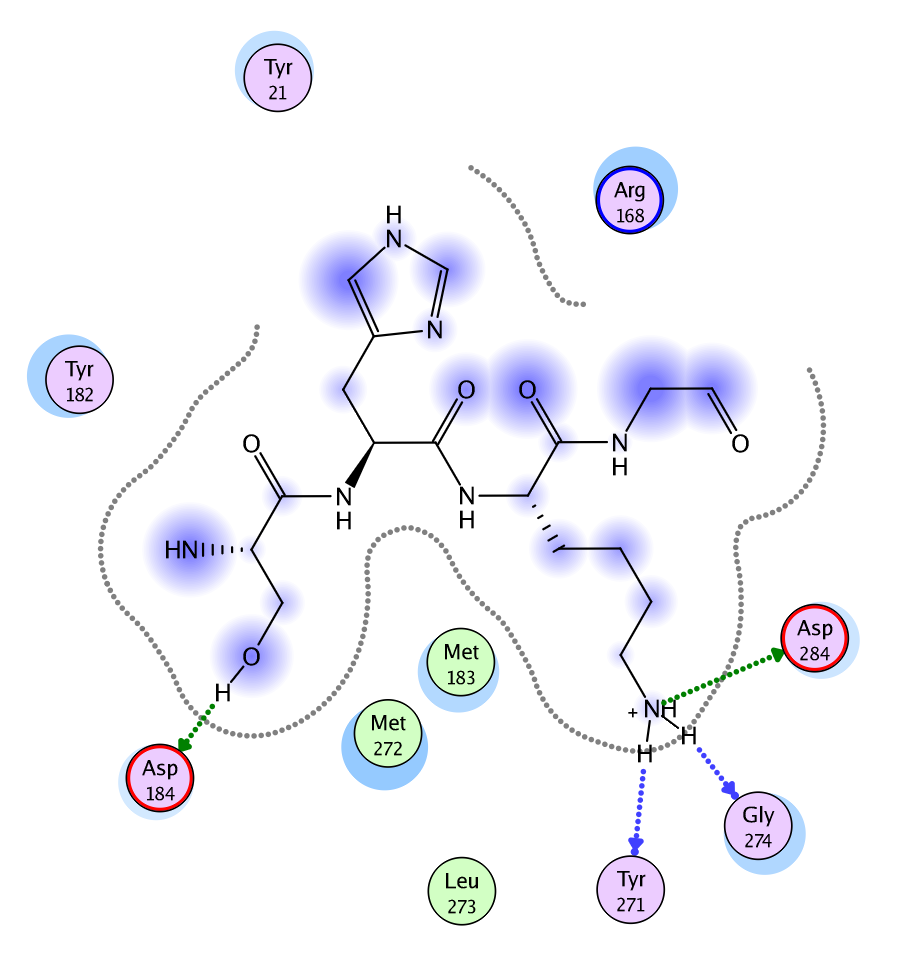 Tyr
21
Arg
168
H
N
N
Tyr
182
O
O
O
O
N
H
N
H
N
H
HN
O
H
Met
183
Asp
284
+
NH
H
H
Met
272
Asp
184
Gly
274
Leu
273
Tyr
271